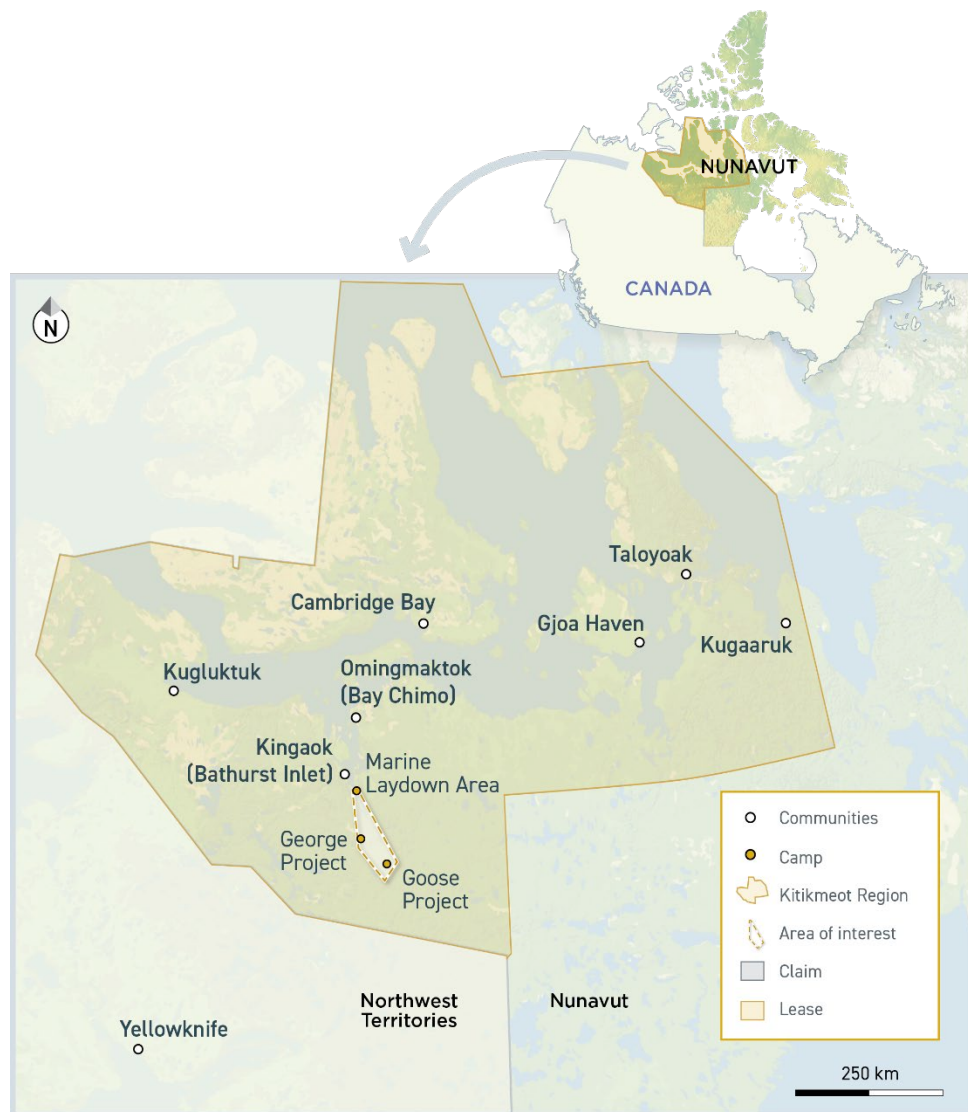 NUNAVUT
CANADA
N
Taloyoak
Cambridge Bay
Gjoa Haven
Kugaaruk
Kugluktuk
Omingmaktok
(Bay Chimo)
Kingaok
(Bathurst Inlet)
Marine
Laydown Area
George
Project
Goose
Project
Communities
Camp
Kitikmeot Region
Area of interest
Claim
Lease
Northwest
Territories
Nunavut
Yellowknife
250 km